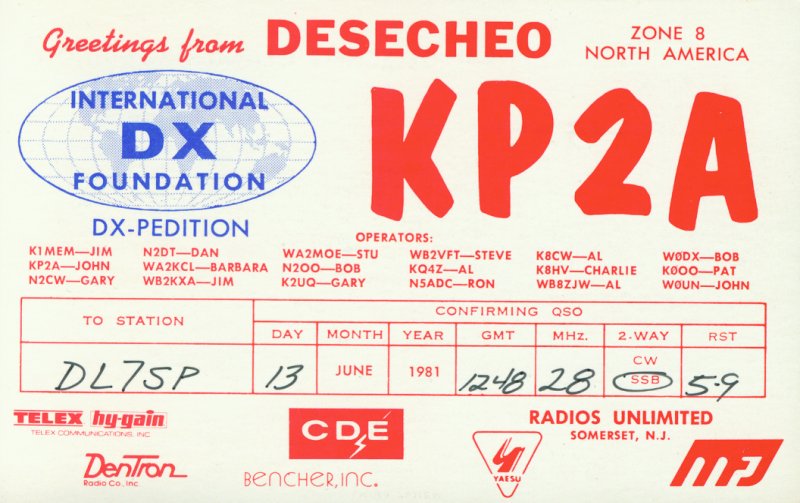 Greetings from DESECHEO
ZONE 8
NORTH AMERICA
INTERNATIONAL
DX
FOUNDATION
DX-PEDITION
KP2A
OPERATORS:
K1MEM—JIM N2DT—DAN WA2MOE—STU WB2VFT—STEVE K8CW—AL WØDX—BOB
KP2A—JOHN WA2KCL—BARBARA N2OO—BOB KQ4Z—AL K8HV—CHARLIE KØOO—PAT
N2CW—GARY WB2KXA—JIM K2UQ—GARY N5ADC—RON WB8ZJW—AL WØUN—JOHN
TO STATION CONFIRMING QSO
DAY MONTH YEAR GMT MHz. 2-WAY RST
DL7SP 13 JUNE 1981 1248 28 CW SSB 5-9
TELEX hy-gain
TELEX COMMUNICATIONS, INC.
DenTron
Radio Co., Inc.
CDE
BENCHER, INC.
YAESU
RADIOS UNLIMITED
SOMERSET, N.J.
MFJ